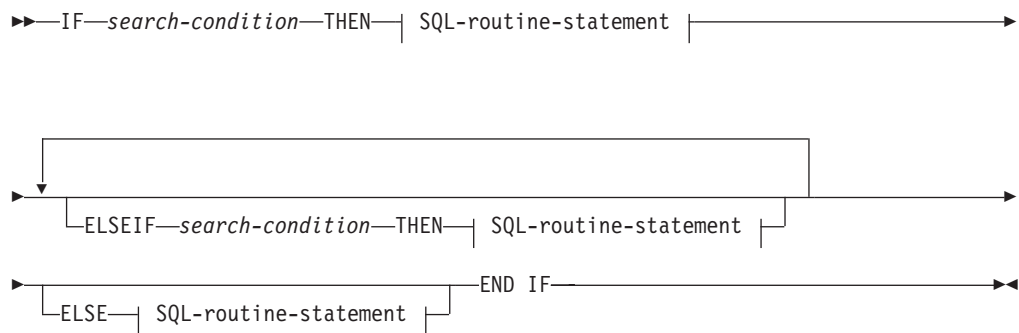 IF search-condition THEN SQL-routine-statement
ELSEIF search-condition THEN SQL-routine-statement
END IF
ELSE SQL-routine-statement